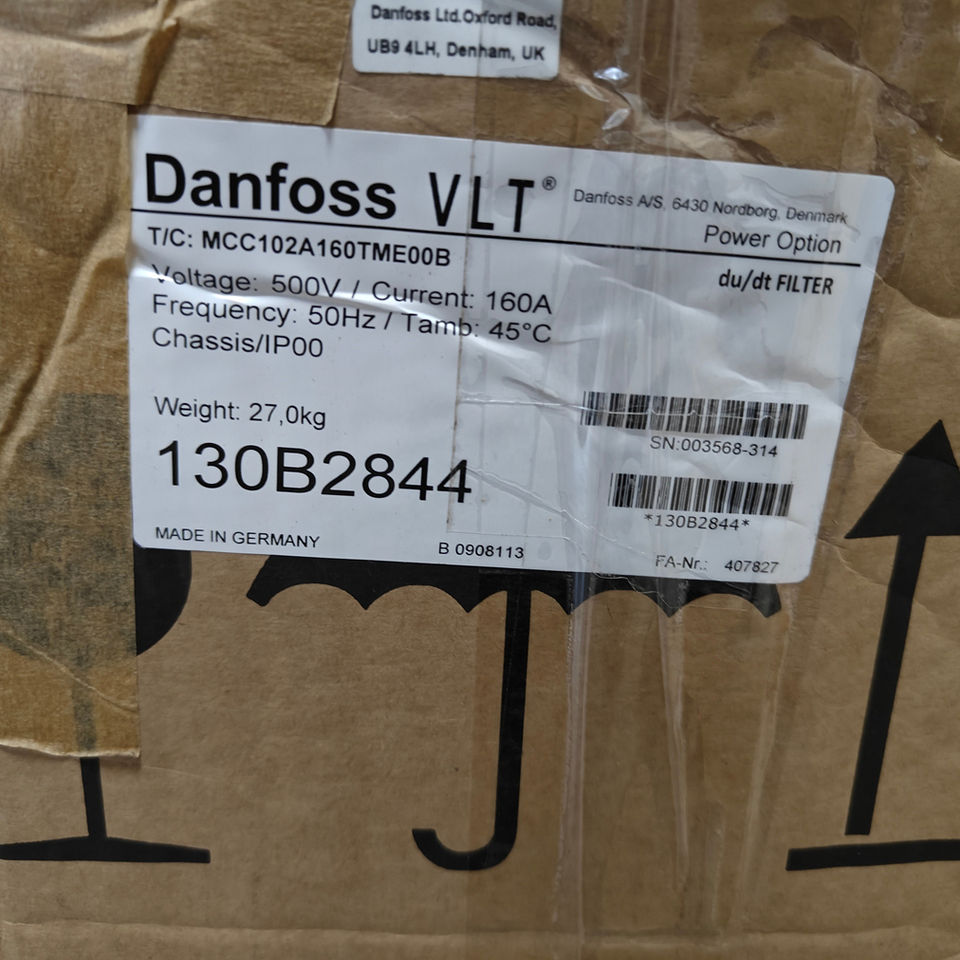 Danfoss Ltd.Oxford Road,
UB9 4LH, Denham, UK
Danfoss VLT® Danfoss A/S, 6430 Nordborg, Denmark
Power Option
T/C: MCC102A160TME00B
du/dt FILTER
Voltage: 500V / Current: 160A
Frequency: 50Hz / Tamb: 45°C
Chassis/IP00
Weight: 27,0kg
SN:003568-314
130B2844
*130B2844*
MADE IN GERMANY B 0908113 FA-Nr.: 407827